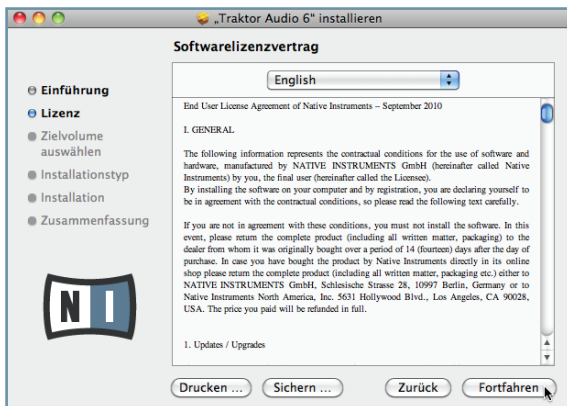 „Traktor Audio 6“ installieren
Softwarelizenzvertrag
English
Einführung
Lizenz
Zielvolume
auswählen
Installationstyp
Installation
Zusammenfassung
NI
End User License Agreement of Native Instruments – September 2010
I. GENERAL
The following information represents the contractual conditions for the use of software and
hardware, manufactured by NATIVE INSTRUMENTS GmbH (hereinafter called Native
Instruments) by you, the final user (hereinafter called the Licensee).
By installing the software on your computer and by registration, you are declaring yourself to
be in agreement with the contractual conditions, so please read the following text carefully.
If you are not in agreement with these conditions, you must not install the software. In this
event, please return the complete product (including all written matter, packaging) to the
dealer from whom it was originally bought over a period of 14 (fourteen) days after the day of
purchase. In case you have bought the product by Native Instruments directly in its online
shop please return the complete product (including all written matter, packaging etc.) either to
NATIVE INSTRUMENTS GmbH, Schlesische Strasse 28, 10997 Berlin, Germany or to
Native Instruments North America, Inc. 5631 Hollywood Blvd., Los Angeles, CA 90028,
USA. The price you paid will be refunded in full.
1. Updates / Upgrades
Drucken ...
Sichern ...
Zurück
Fortfahren